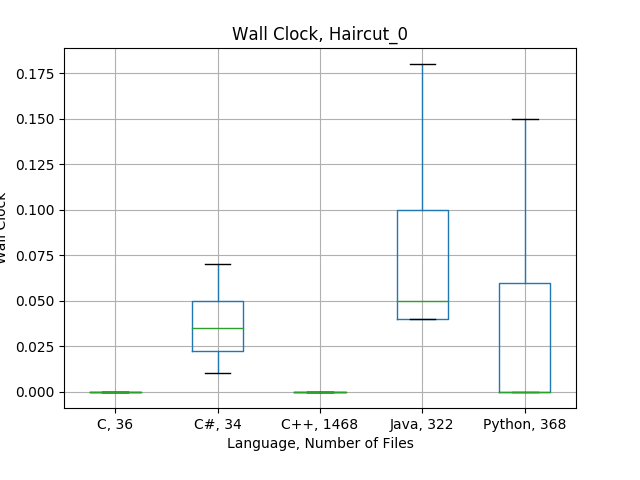 Wall Clock, Haircut_0
0.175
0.150
0.125
0.100
0.075
0.050
0.025
0.000
Wall Clock
C, 36
C#, 34
C++, 1468
Java, 322
Python, 368
Language, Number of Files